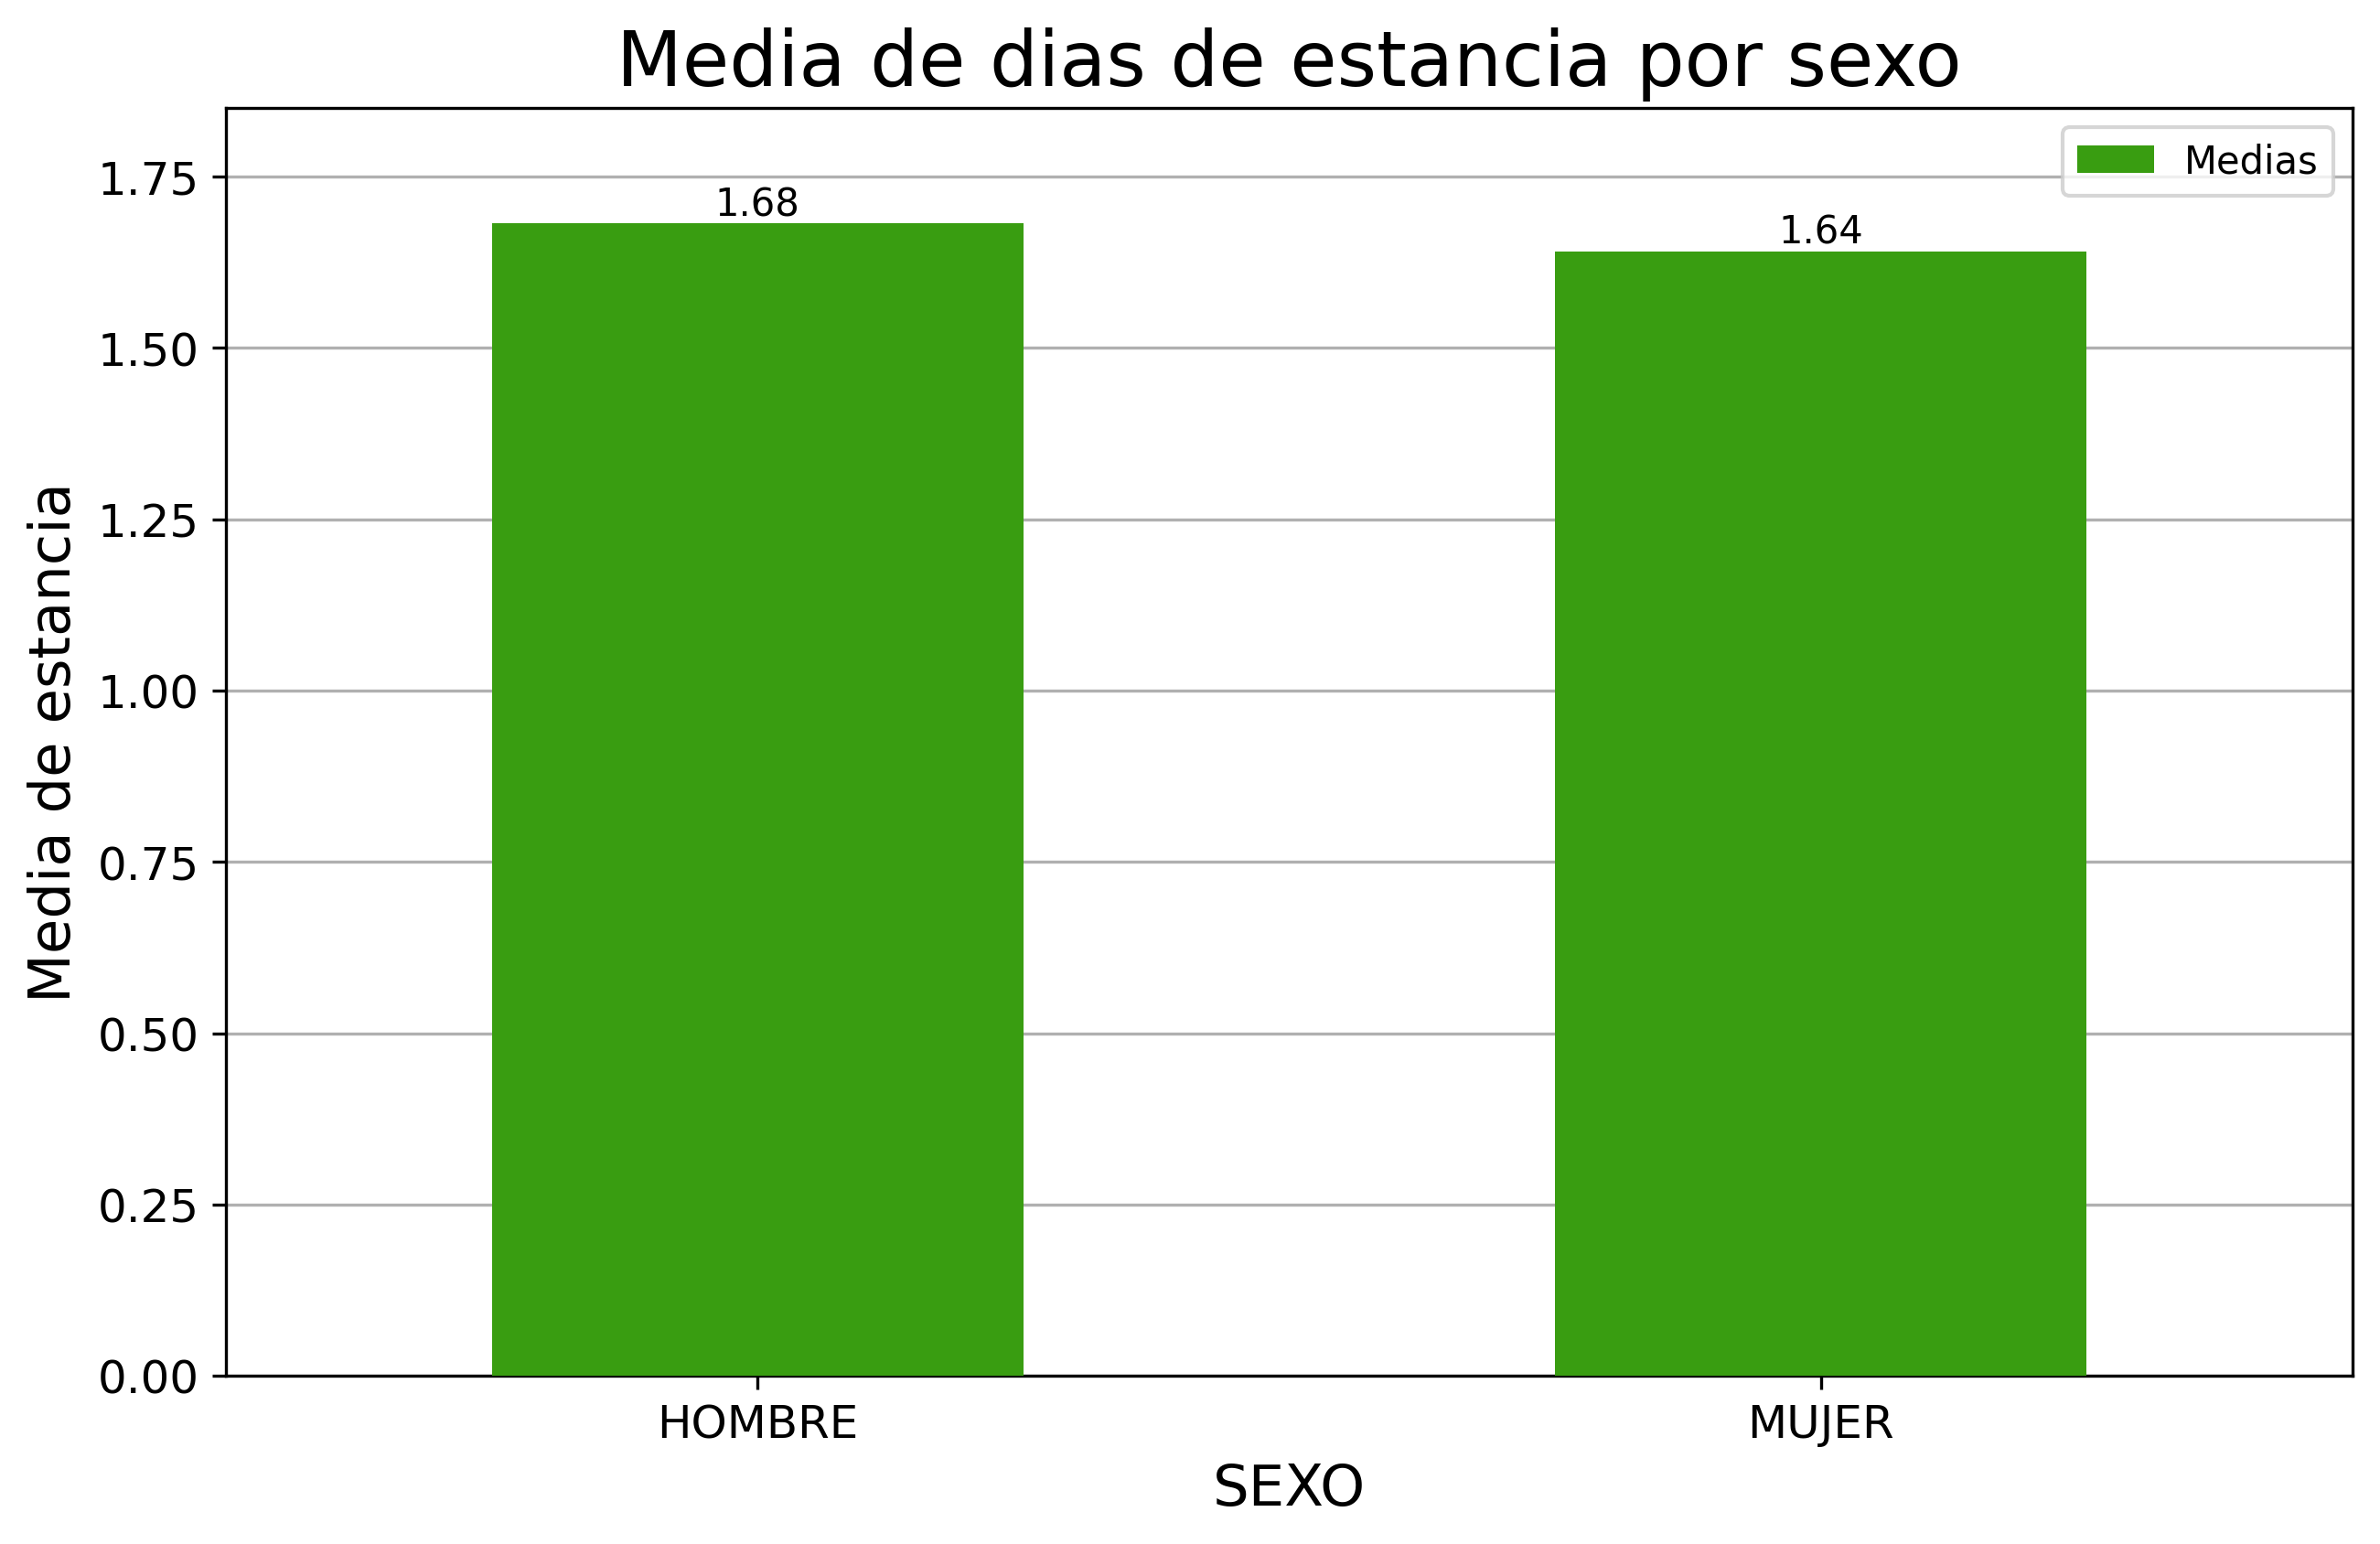 Media de dias de estancia por sexo
Medias
1.68
1.64
1.75
1.50
1.25
1.00
0.75
0.50
0.25
0.00
Media de estancia
HOMBRE
MUJER
SEXO